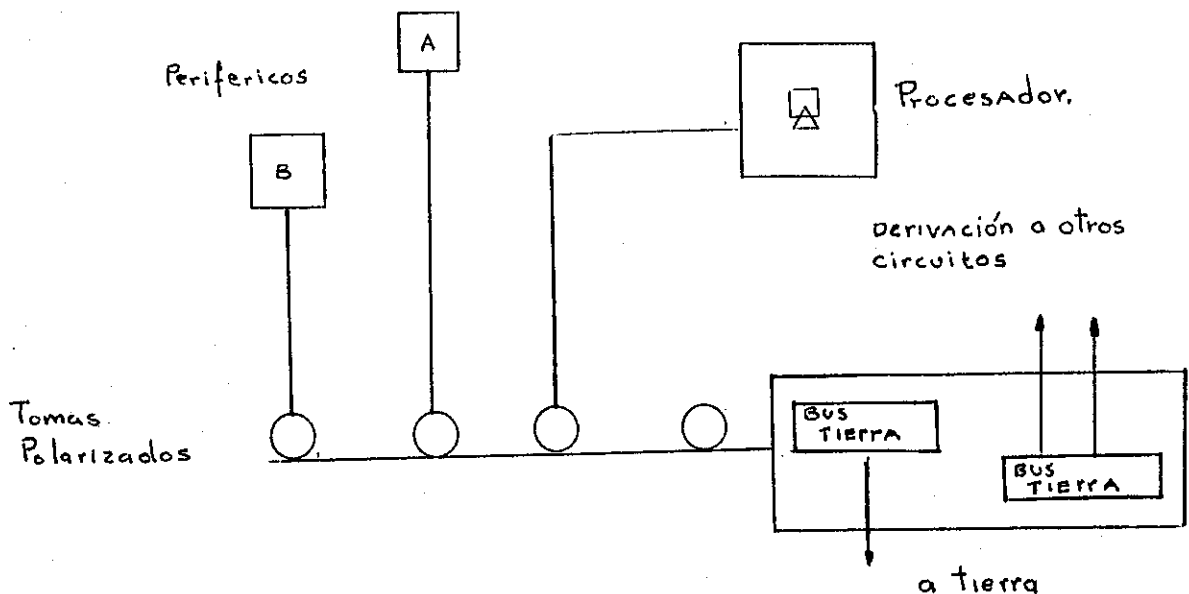 A
Perifericos
Procesador.
B
Derivación a otros
circuitos
Tomas
Polarizados
BUS
TIErrA
BUS
TIErrA
a tierra